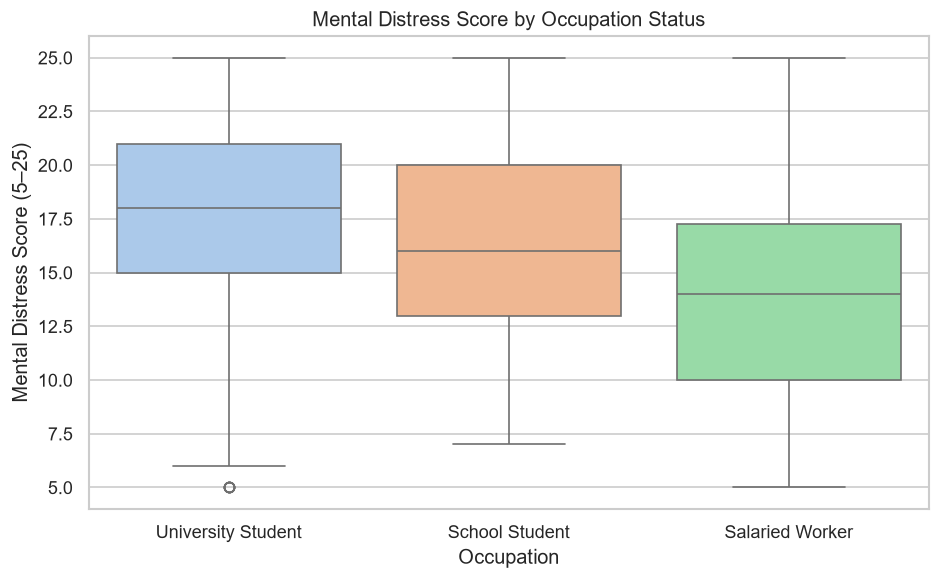 Mental Distress Score by Occupation Status
Mental Distress Score (5–25)
25.0
22.5
20.0
17.5
15.0
12.5
10.0
7.5
5.0
University Student School Student Salaried Worker
Occupation